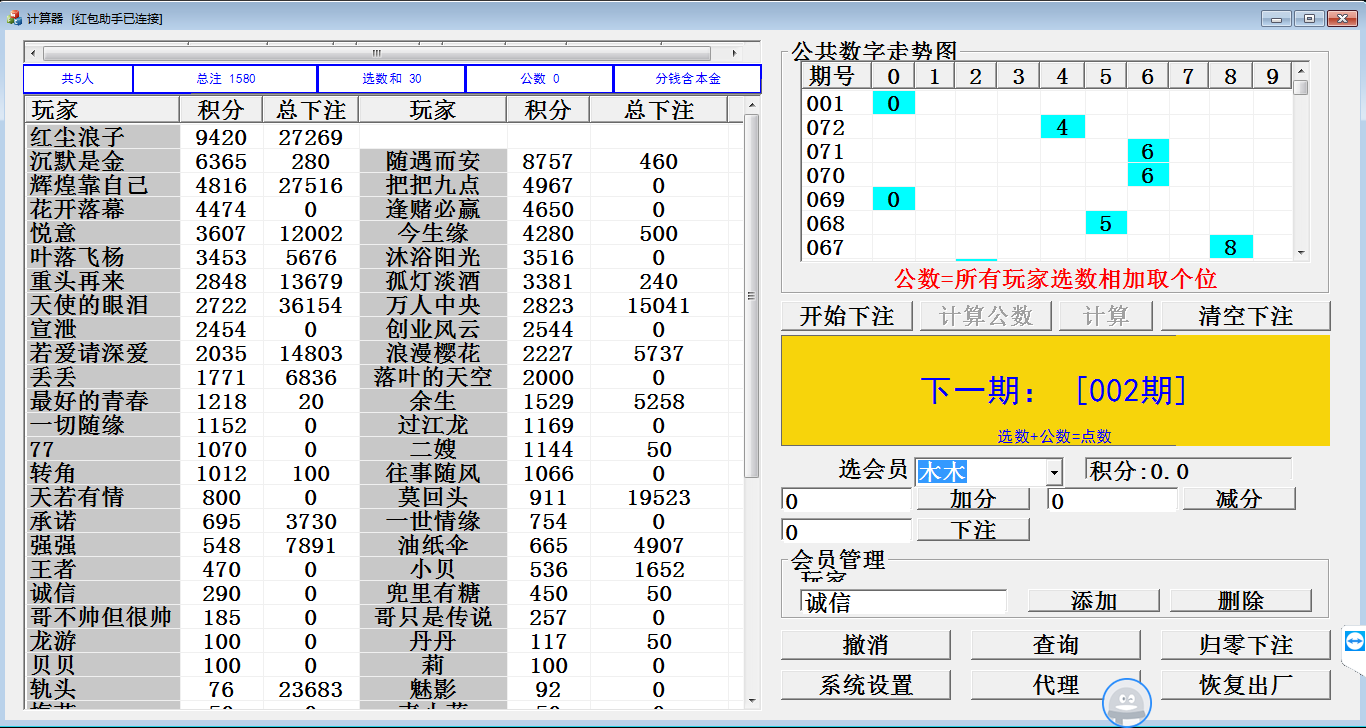 计算器 [红包助手已连接]
共5人 总注 1580 选数和 30 公数 0 分钱含本金
玩家 积分 总下注 玩家 积分 总下注
红尘浪子 9420 27269
沉默是金 6365 280 随遇而安 8757 460
辉煌靠自己 4816 27516 把把九点 4967 0
花开落幕 4474 0 逢赌必赢 4650 0
悦意 3607 12002 今生缘 4280 500
叶落飞杨 3453 5676 沐浴阳光 3516 0
重头再来 2848 13679 孤灯淡酒 3381 240
天使的眼泪 2722 36154 万人中央 2823 15041
宣泄 2454 0 创业风云 2544 0
若爱请深爱 2035 14803 浪漫樱花 2227 5737
丢丢 1771 6836 落叶的天空 2000 0
最好的青春 1218 20 余生 1529 5258
一切随缘 1152 0 过江龙 1169 0
77 1070 0 二嫂 1144 50
转角 1012 100 往事随风 1066 0
天若有情 800 0 莫回头 911 19523
承诺 695 3730 一世情缘 754 0
强强 548 7891 油纸伞 665 4907
王者 470 0 小贝 536 1652
诚信 290 0 兜里有糖 450 50
哥不帅但很帅 185 0 哥只是传说 257 0
龙游 100 0 丹丹 117 50
贝贝 100 0 莉 100 0
轨头 76 23683 魅影 92 0
公共数字走势图
期号 0 1 2 3 4 5 6 7 8 9
001 0
072 4
071 6
070 6
069 0
068 5
067 8
公数=所有玩家选数相加取个位
开始下注 计算公数 计算 清空下注
下一期: [002期]
选数+公数=点数
选会员 木木 积分:0.0
0 加分 0 减分
0 下注
会员管理
玩家
诚信 添加 删除
撤消 查询 归零下注
系统设置 代理 恢复出厂